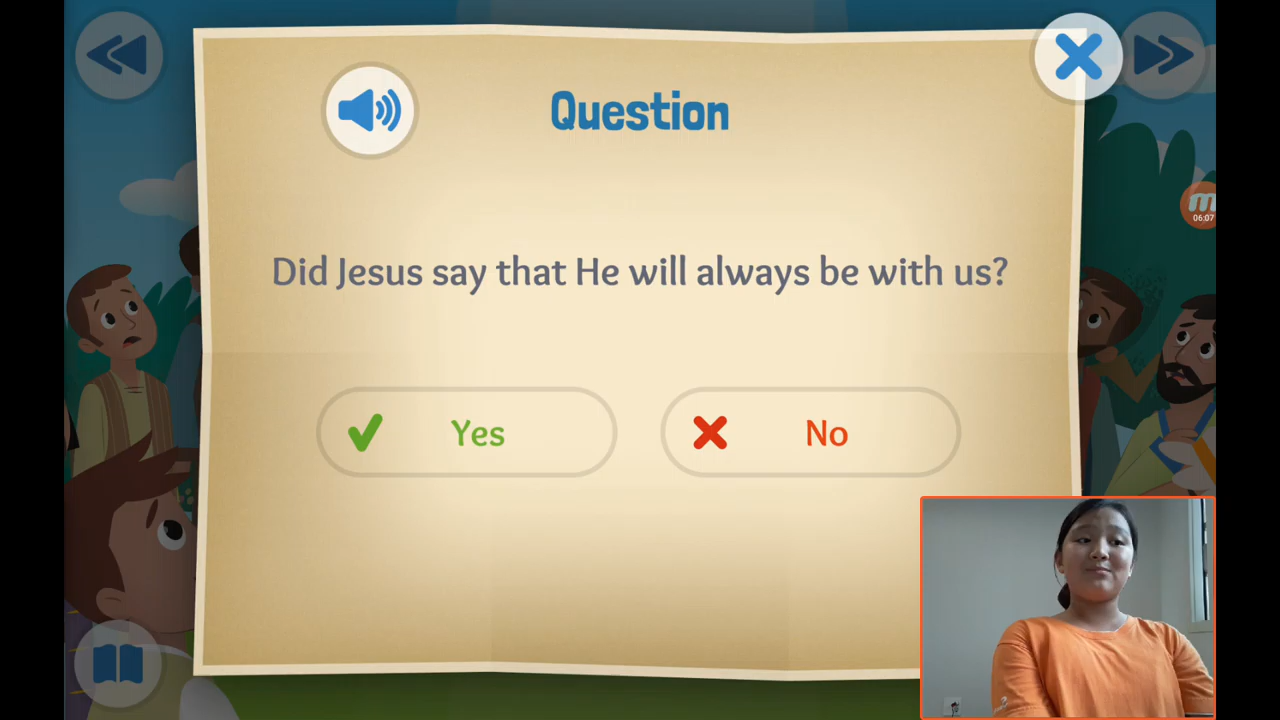 Question
m
06:07
Did Jesus say that He will always be with us?
Yes
No